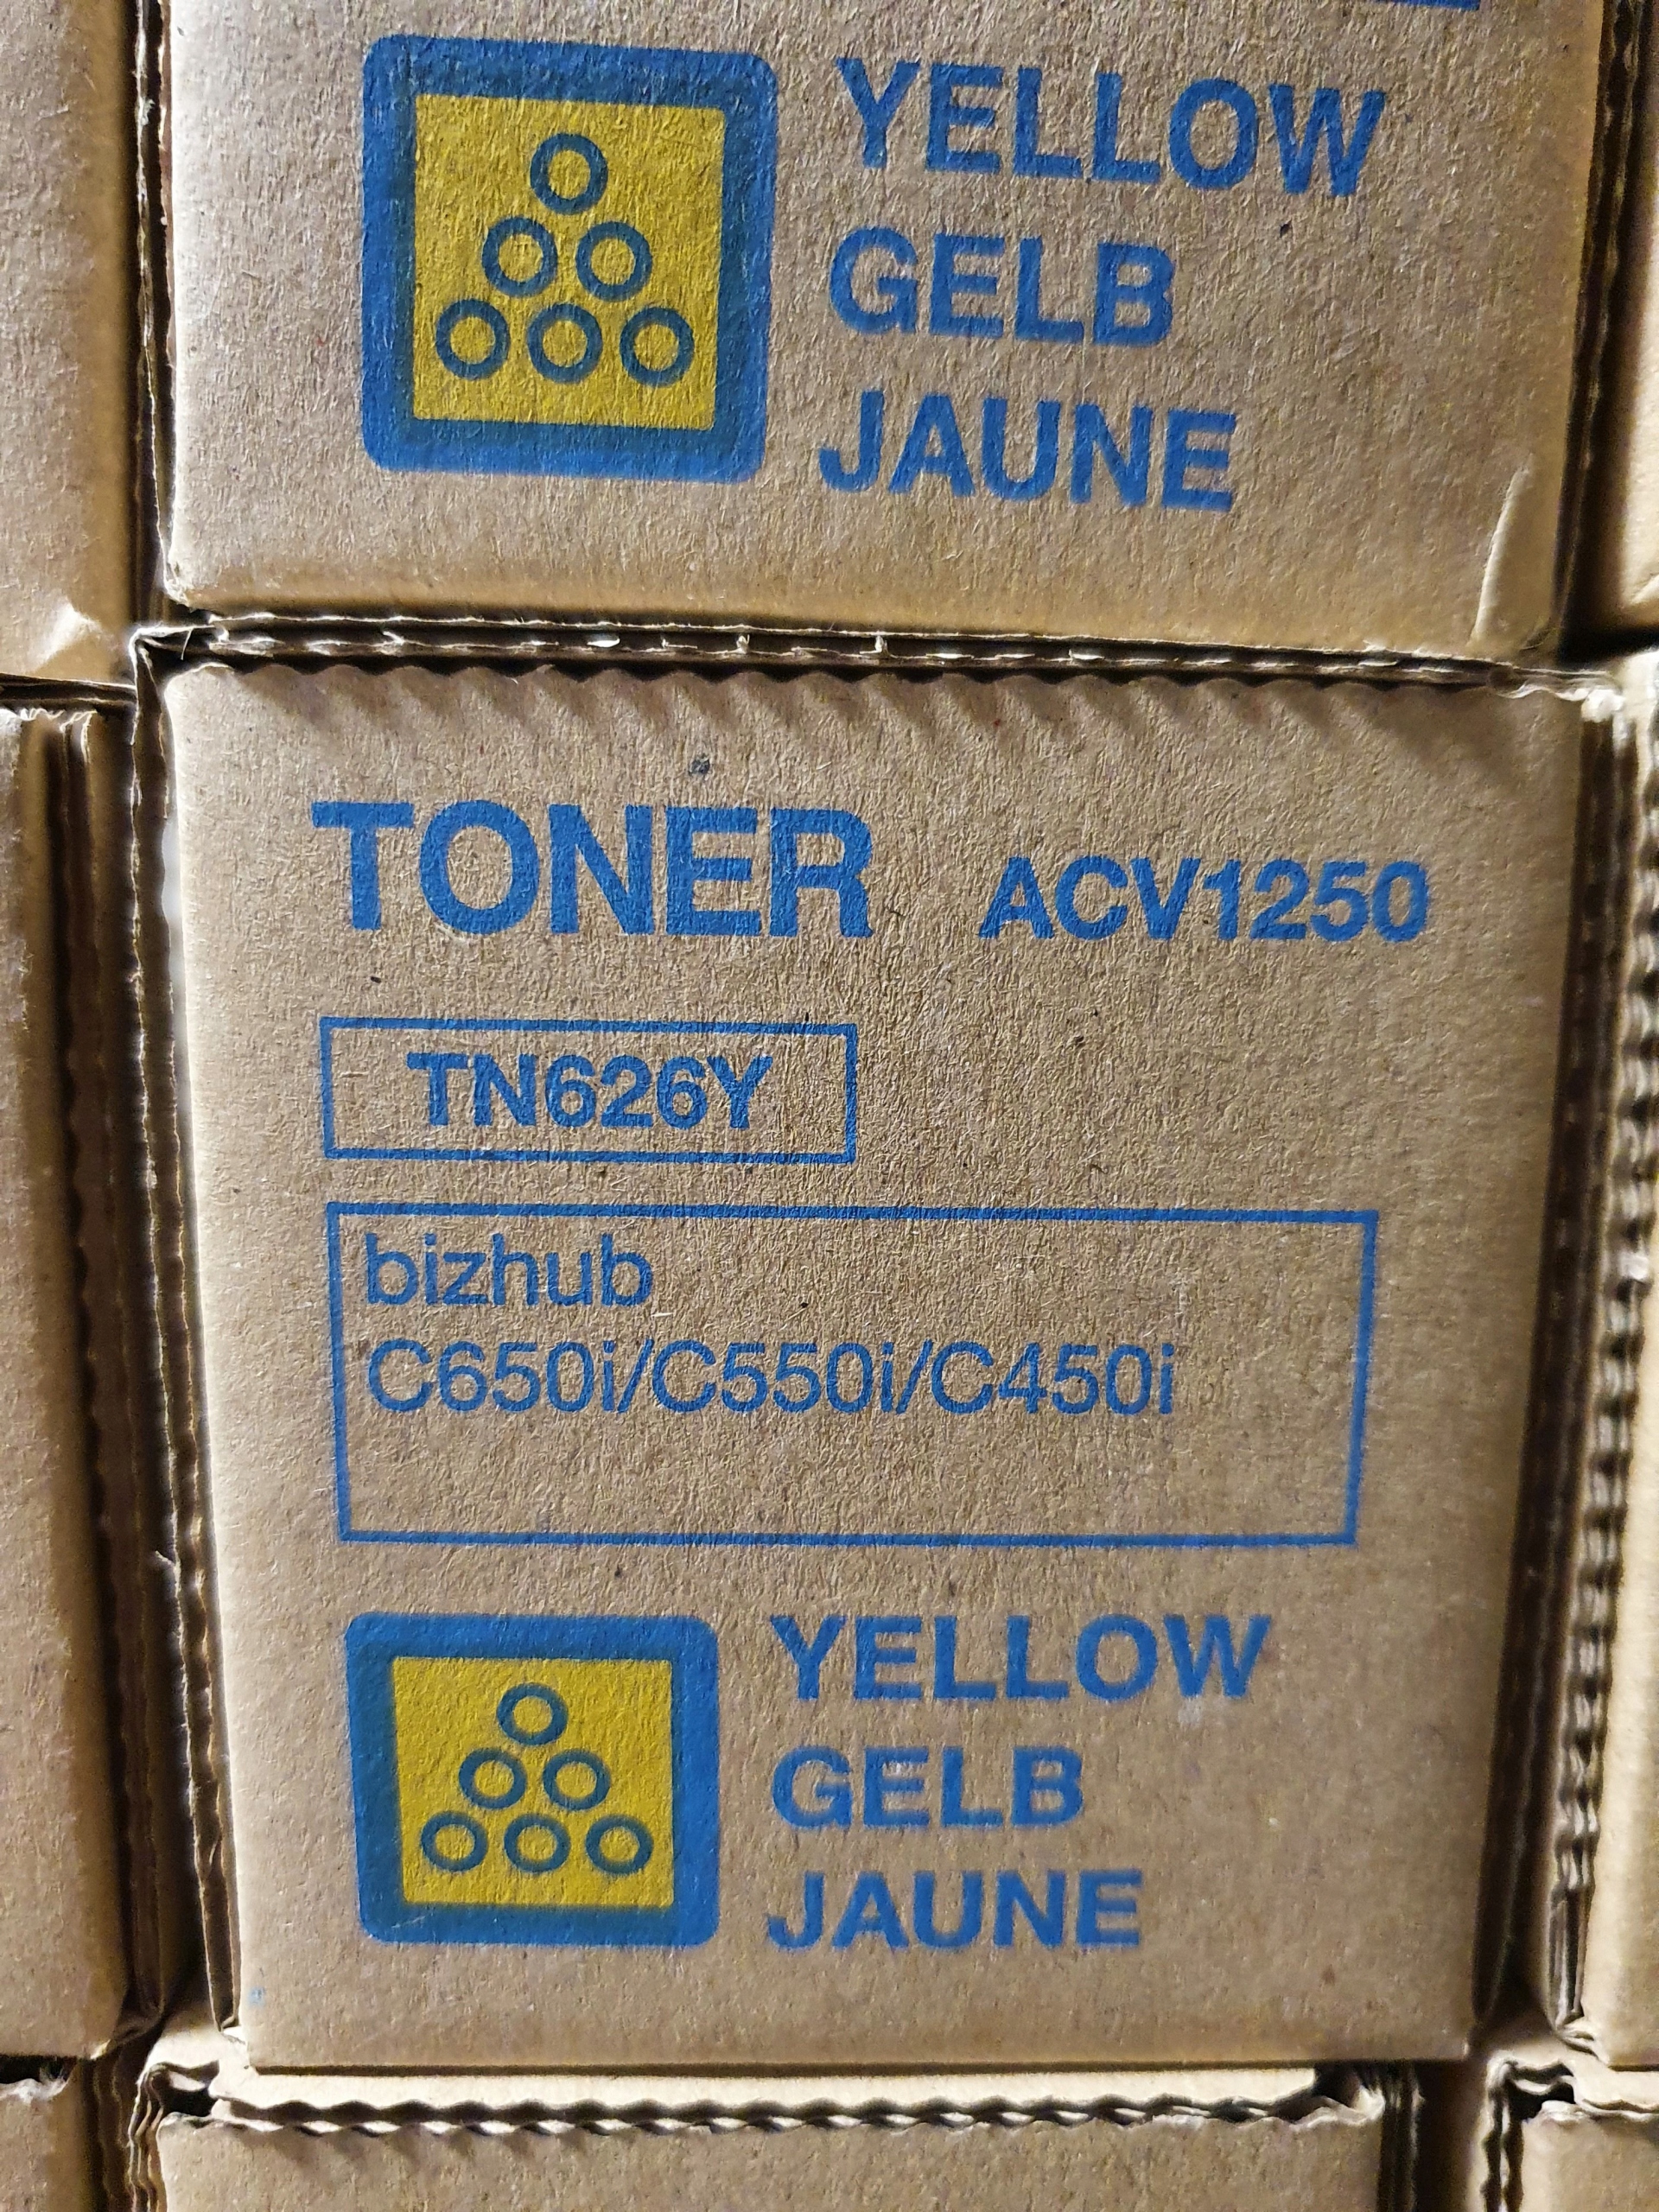 YELLOW
GELB
JAUNE
TONER ACV1250
TN626Y
bizhub
C650i/C550i/C450i
YELLOW
GELB
JAUNE